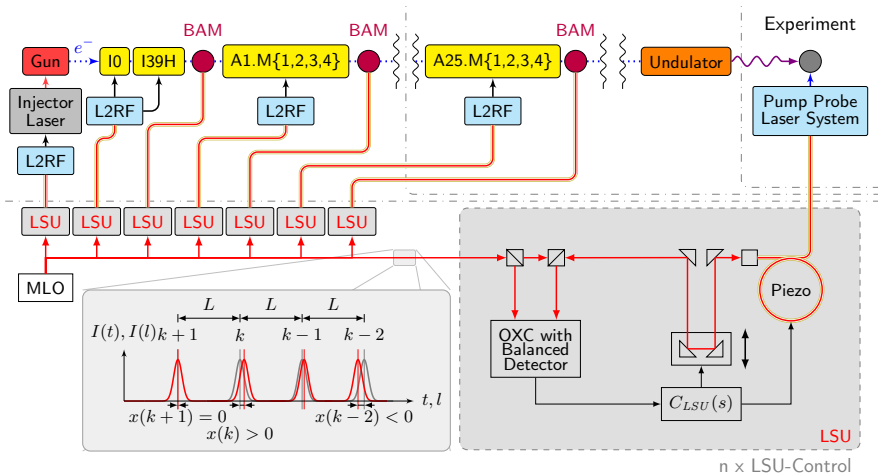 BAM
BAM
BAM
Experiment
Gun
e⁻
I0
I39H
A1.M{1,2,3,4}
A25.M{1,2,3,4}
Undulator
Injector
Laser
L2RF
L2RF
L2RF
L2RF
Pump Probe
Laser System
LSU
LSU
LSU
LSU
LSU
LSU
LSU
MLO
L
L
L
I(t), I(l)
k + 1
k
k − 1
k − 2
t, l
x(k + 1) = 0
x(k − 2) < 0
x(k) > 0
Piezo
OXC with
Balanced
Detector
C_{LSU}(s)
LSU
n x LSU-Control